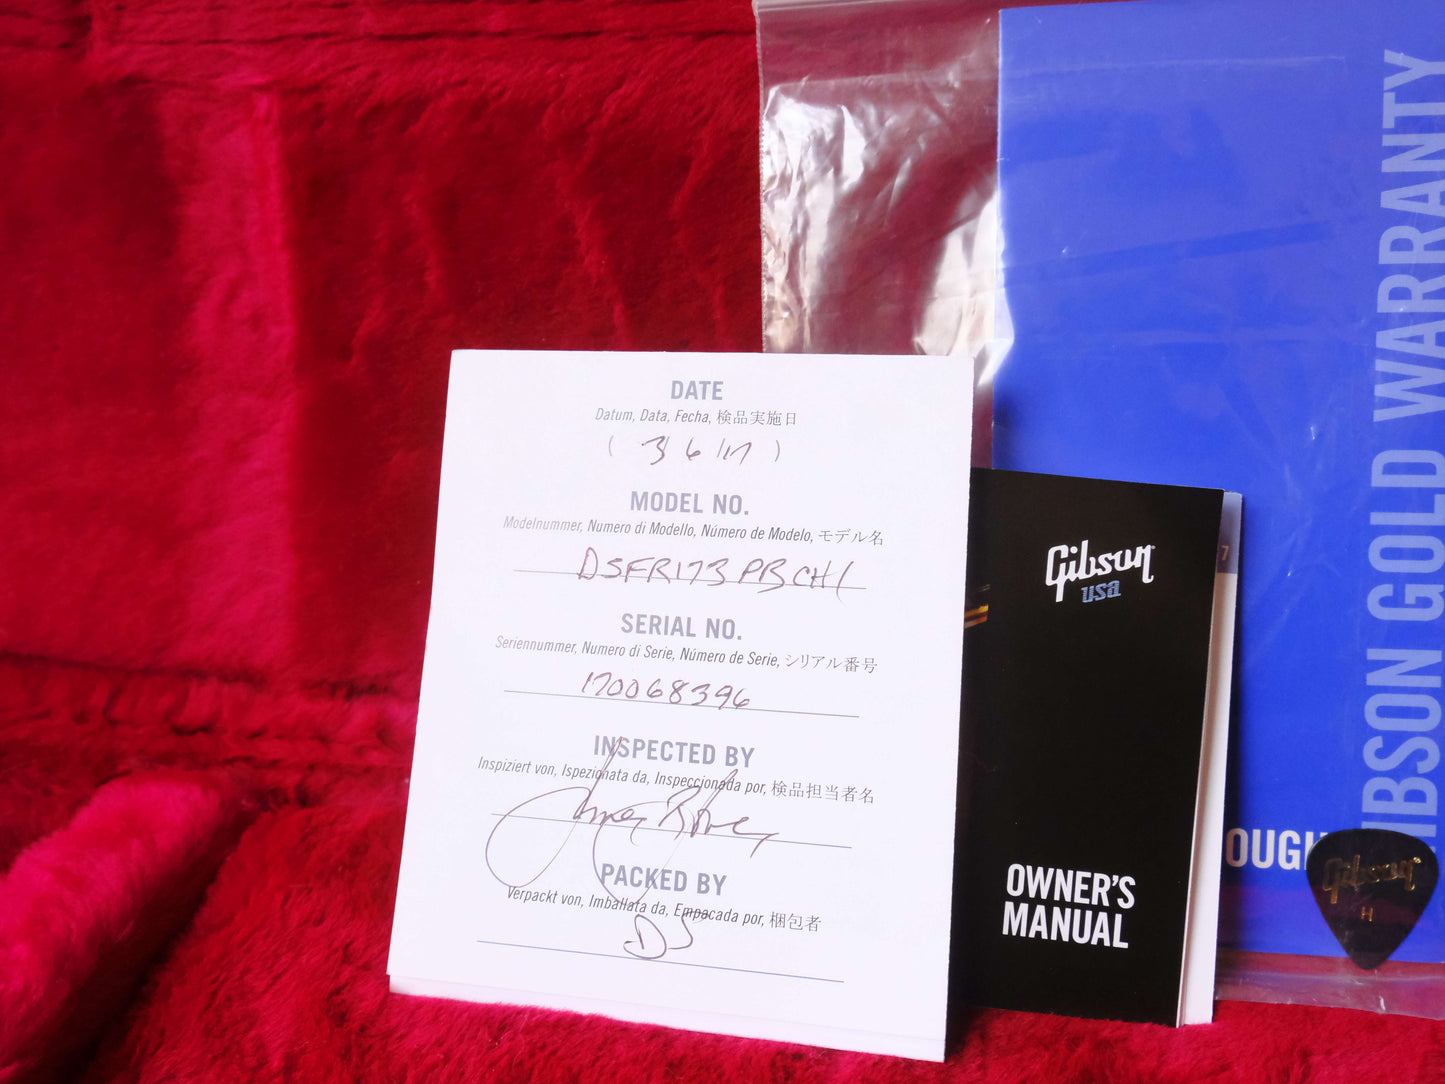 DATE
Datum, Data, Fecha, 検品実施日
( 3 6 17 )
MODEL NO.
Modelnummer, Numero di Modello, Número de Modelo, モデル名
DSFR173PBCH1
SERIAL NO.
Seriennummer, Numero di Serie, Número de Serie, シリアル番号
170068396
INSPECTED BY
Inspiziert von, Ispezionata da, Inspeccionada por, 検品担当者名
PACKED BY
Verpackt von, Imballata da, Empacada por, 梱包者
DS
Gibson
usa
OWNER'S
MANUAL
7
GIBSON GOLD WARRANTY
OUGH
Gibson
H